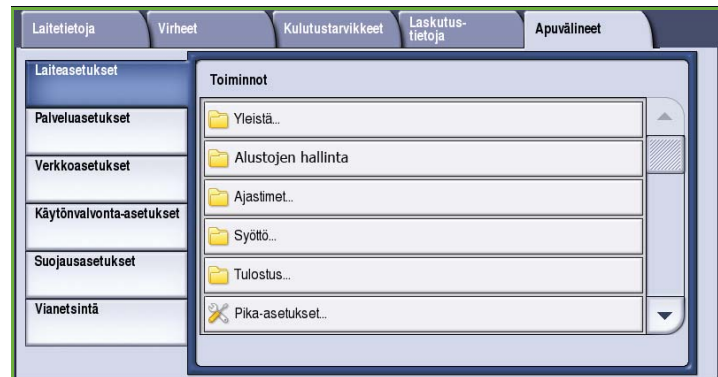 Laitetietoja
Virheet
Kulutustarvikkeet
Laskutus-
tietoja
Apuvälineet
Laiteasetukset
Palveluasetukset
Verkkoasetukset
Käytönvalvonta-asetukset
Suojausasetukset
Vianetsintä
Toiminnot
Yleistä...
Alustojen hallinta
Ajastimet...
Syöttö...
Tulostus...
Pika-asetukset...